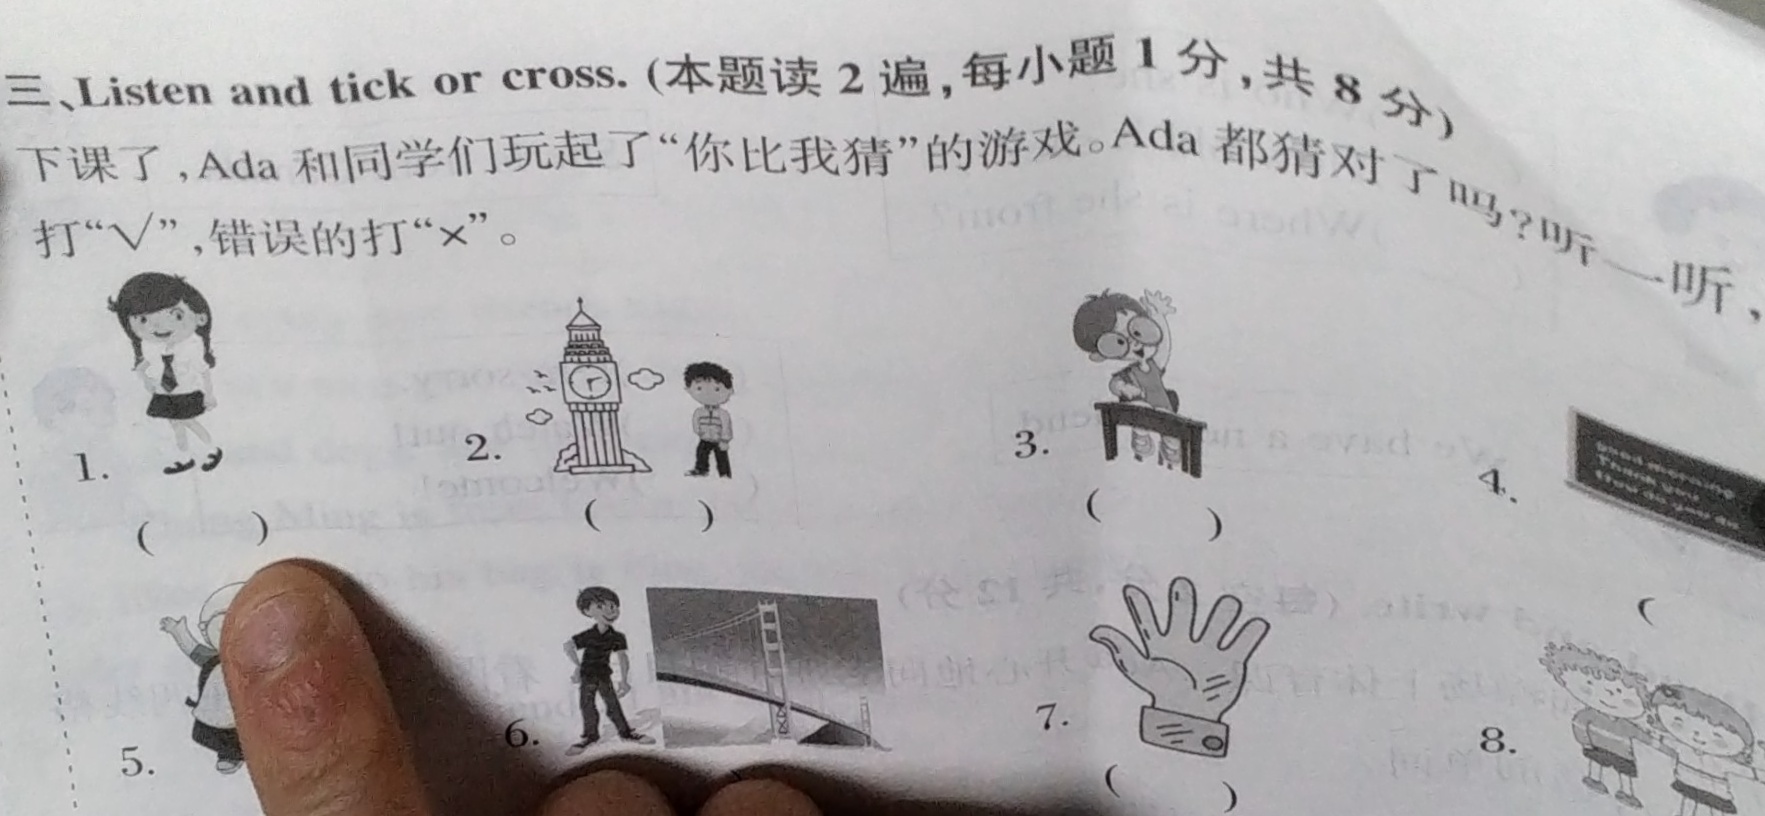 三、Listen and tick or cross. (本题读 2 遍,每小题 1 分,共 8 分)
下课了,Ada 和同学们玩起了“你比我猜”的游戏。Ada 都猜对了吗?听一听,
打“√”,错误的打“×”。
1. 2. 3. 4.
( ) ( ) ( ) (
5. 6. 7. 8.
( )